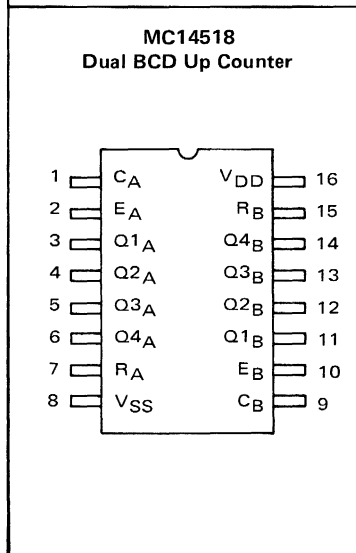 MC14518
Dual BCD Up Counter
1 CA VDD 16
2 EA RB 15
3 Q1A Q4B 14
4 Q2A Q3B 13
5 Q3A Q2B 12
6 Q4A Q1B 11
7 RA EB 10
8 VSS CB 9